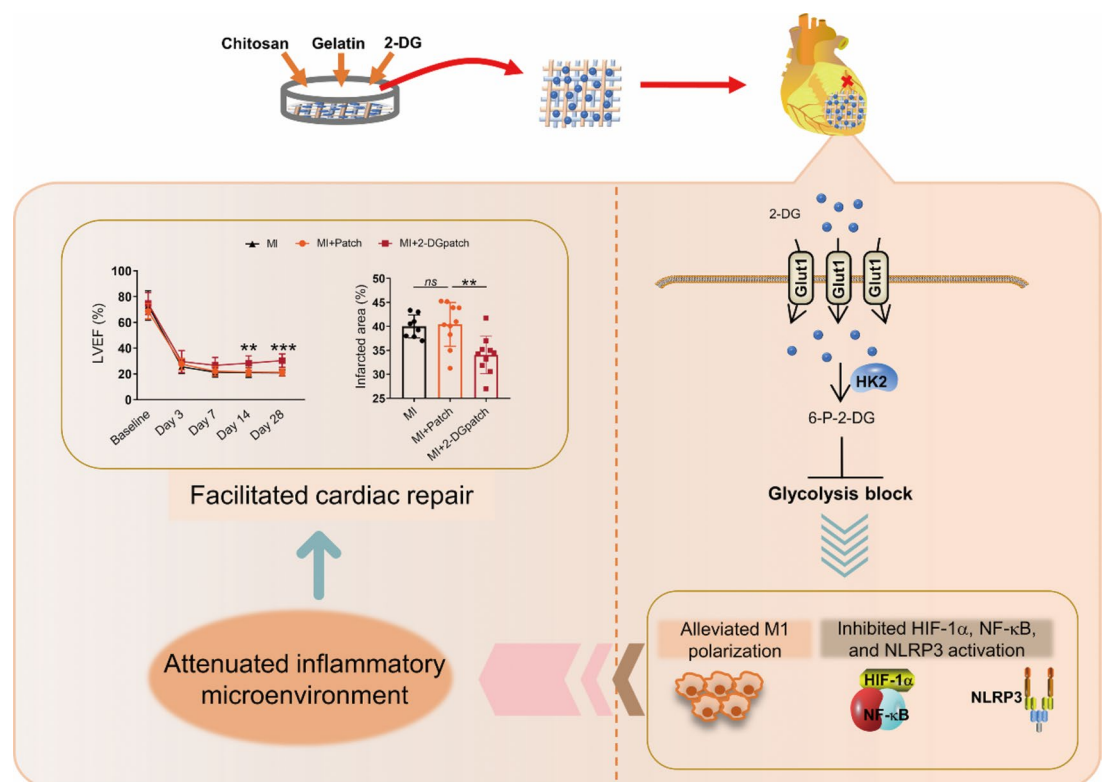 Chitosan Gelatin 2-DG
MI MI+Patch MI+2-DGpatch
LVEF (%)
100
80
60
40
20
0
** ***
Baseline Day 3 Day 7 Day 14 Day 28
Infarcted area (%)
50
45
40
35
30
25
ns **
MI MI+Patch MI+2-DGpatch
Facilitated cardiac repair
Attenuated inflammatory
microenvironment
2-DG
Glut1 Glut1 Glut1
HK2
6-P-2-DG
Glycolysis block
Alleviated M1
polarization
Inhibited HIF-1α, NF-κB,
and NLRP3 activation
HIF-1α
NF-κB
NLRP3